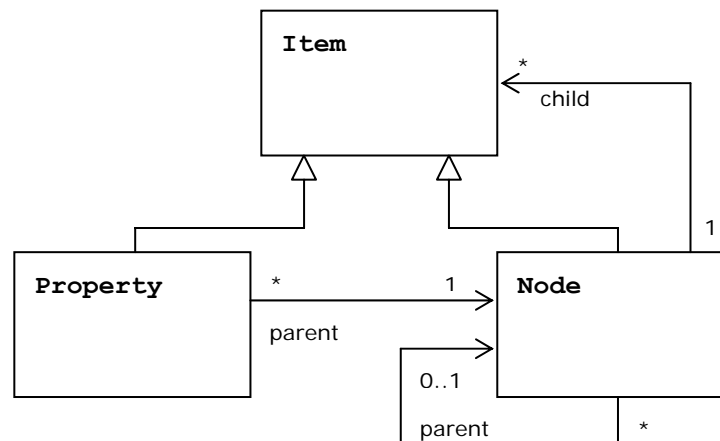 Item
*
child
1
Property
* 1
parent
Node
0..1
parent
*